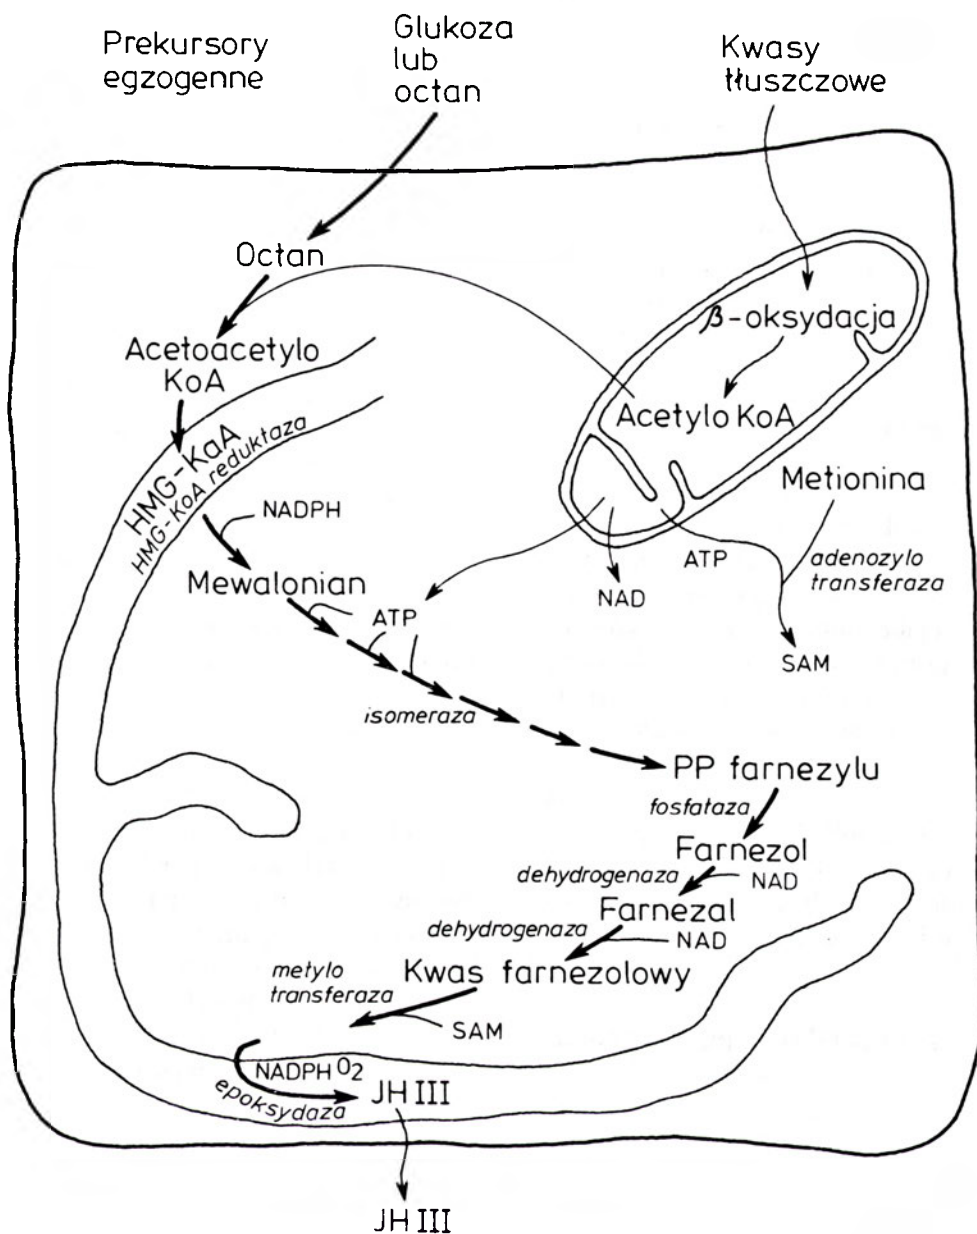 Prekursory
egzogenne
Glukoza
lub
octan
Kwasy
tłuszczowe
Octan
β-oksydacja
Acetoacetylo
KoA
Acetylo KoA
HMG-KaA
HMG-KoA reduktaza
Metionina
NADPH
ATP
adenozylo
transferaza
Mewalonian
NAD
ATP
SAM
isomeraza
PP farnezylu
fosfataza
Farnezol
dehydrogenaza
NAD
Farnezal
dehydrogenaza
NAD
Kwas farnezolowy
metylo
transferaza
SAM
NADPH O2
epoksydaza
JH III
JH III